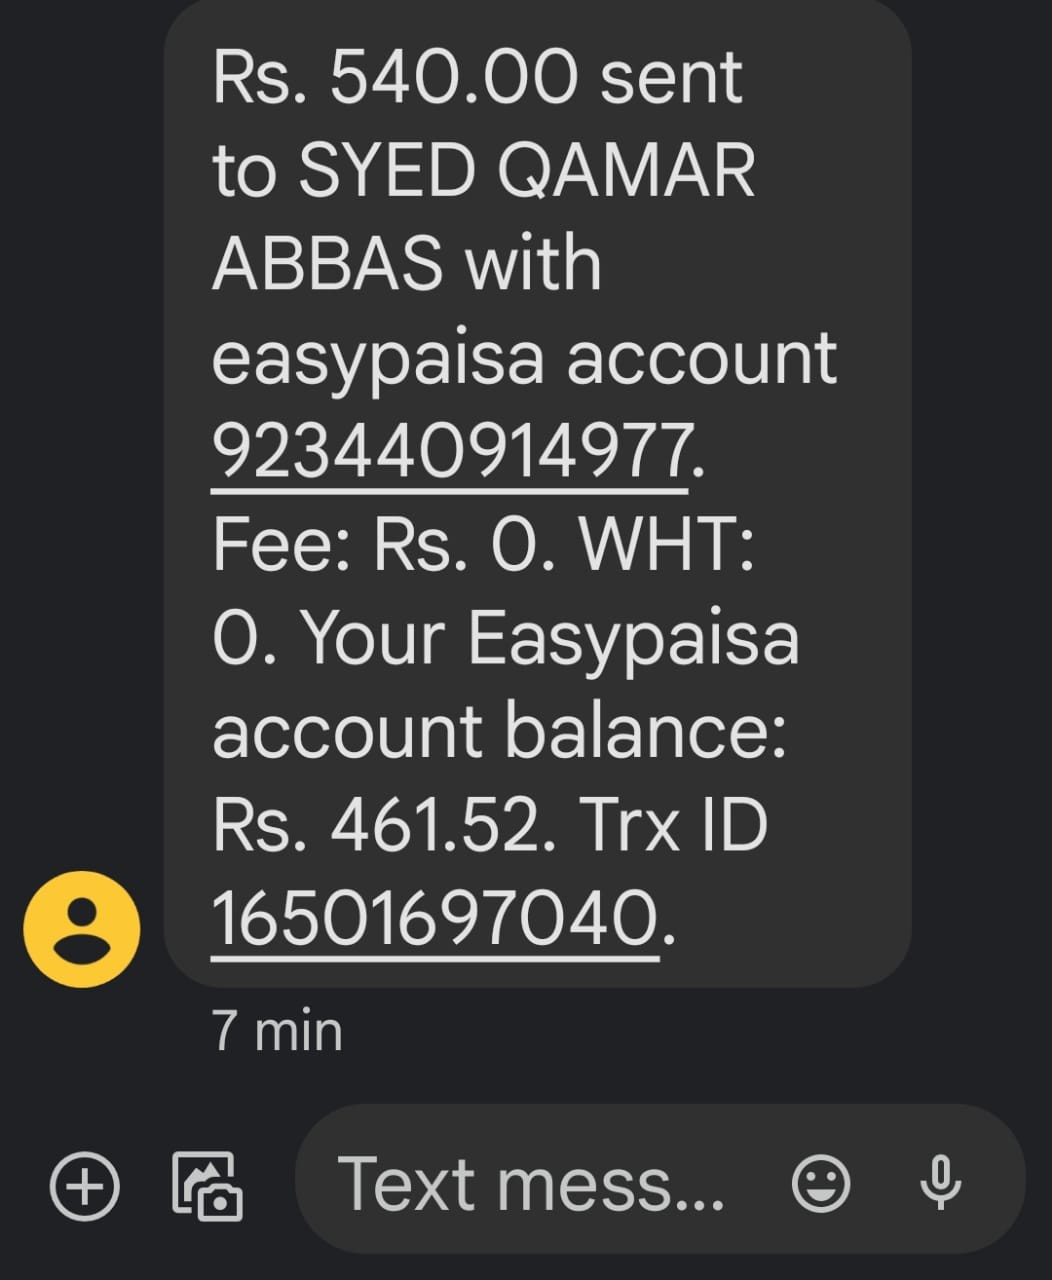 Rs. 540.00 sent
to SYED QAMAR
ABBAS with
easypaisa account
923440914977.
Fee: Rs. 0. WHT:
0. Your Easypaisa
account balance:
Rs. 461.52. Trx ID
16501697040.
7 min
Text mess...